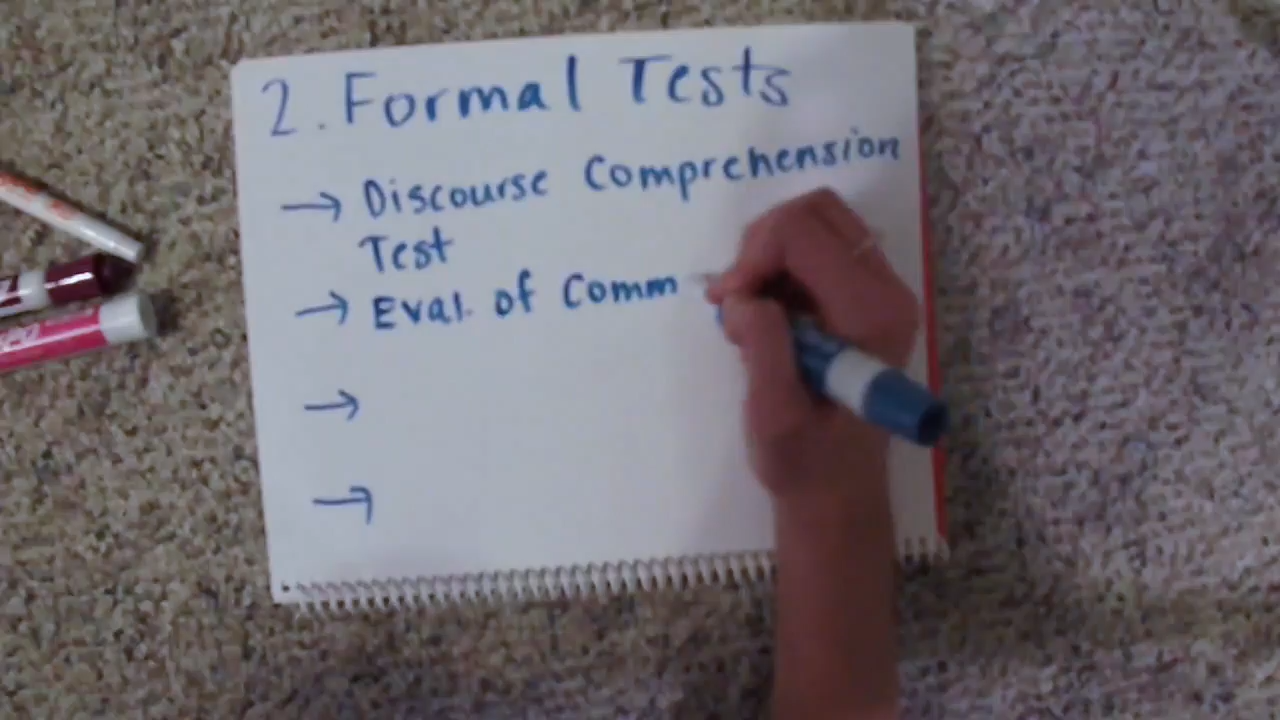 2. Formal Tests
→ Discourse Comprehension
Test
→ Eval. of Comm
→
→